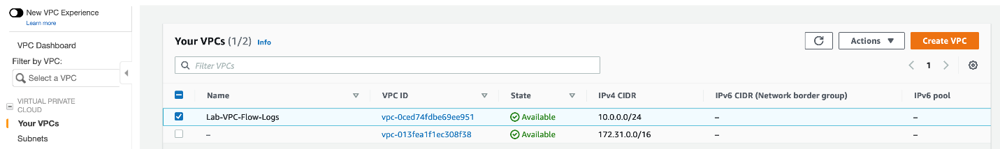 New VPC Experience
Learn more
VPC Dashboard
Filter by VPC:
Select a VPC
VIRTUAL PRIVATE
CLOUD
Your VPCs
Subnets
Your VPCs (1/2) Info
Actions
Create VPC
Filter VPCs
1
Name VPC ID State IPv4 CIDR IPv6 CIDR (Network border group) IPv6 pool
Lab-VPC-Flow-Logs vpc-0ced74fdbe69ee951 Available 10.0.0.0/24 – –
– vpc-013fea1f1ec308f38 Available 172.31.0.0/16 – –